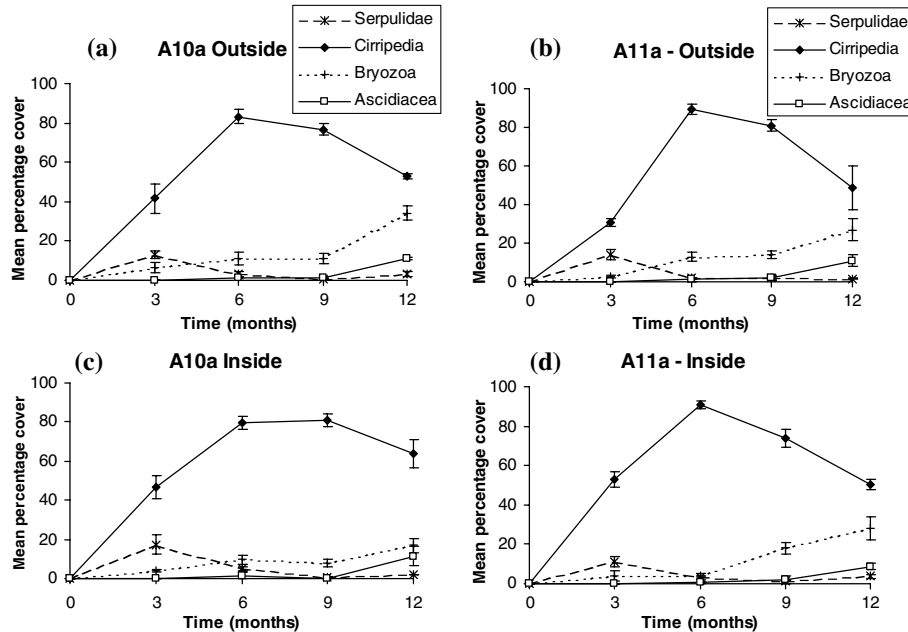 (a)
A10a Outside
Serpulidae
Cirripedia
Bryozoa
Ascidiacea
Mean percentage cover
100
80
60
40
20
0
0 3 6 9 12
Time (months)
(b)
A11a - Outside
Serpulidae
Cirripedia
Bryozoa
Ascidiacea
Mean percentage cover
100
80
60
40
20
0
0 3 6 9 12
Time (months)
(c)
A10a Inside
Mean percentage cover
100
80
60
40
20
0
0 3 6 9 12
Time (months)
(d)
A11a - Inside
Mean percentage cover
100
80
60
40
20
0
0 3 6 9 12
Time (months)